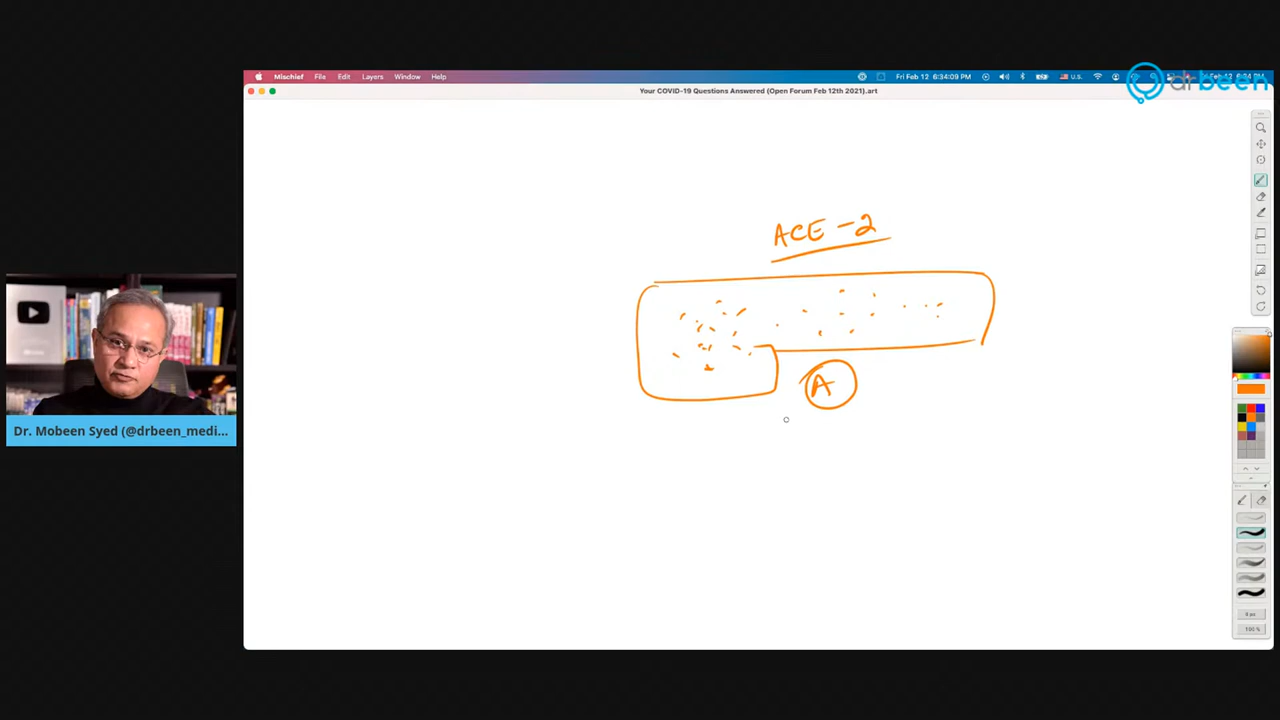 drbeen
Mischief File Edit Layers Window Help Fri Feb 12 6:34:09 PM U.S.
Your COVID-19 Questions Answered (Open Forum Feb 12th 2021).art
ACE-2
A
Dr. Mobeen Syed (@drbeen_medi...
100 %